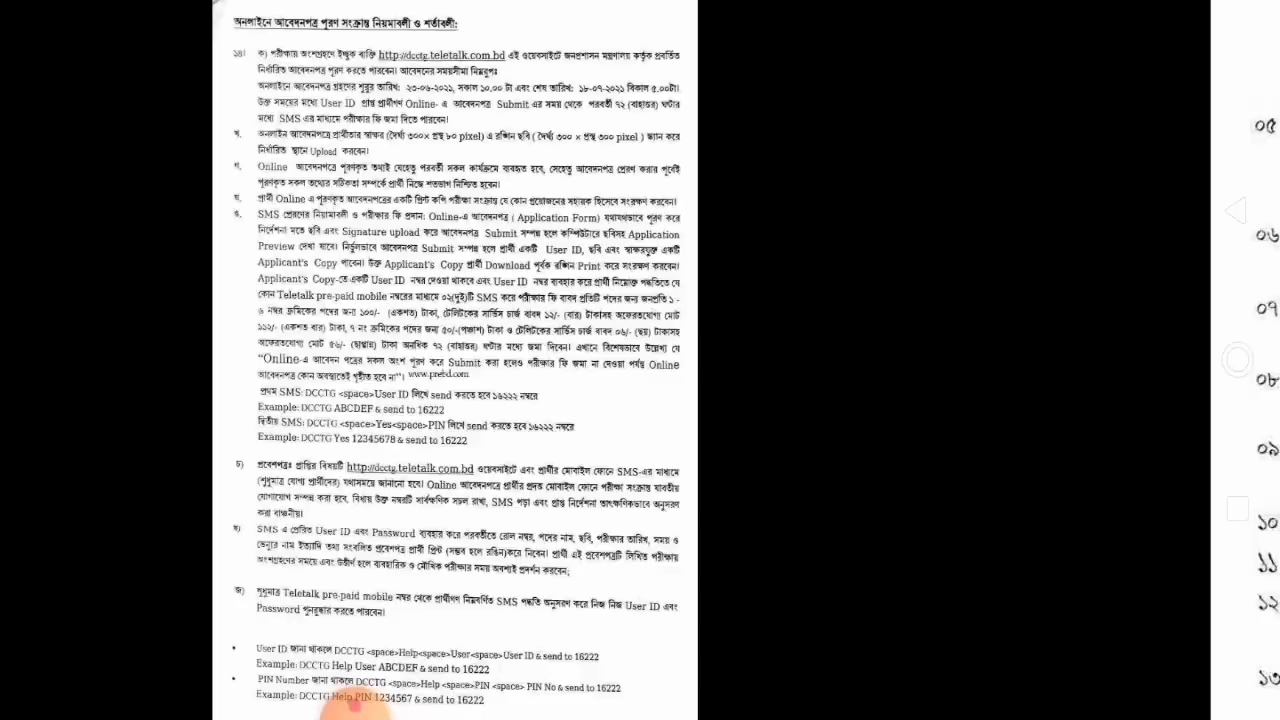 অনলাইনে আবেদনপত্র পূরণ সংক্রান্ত নিয়মাবলী ও শর্তাবলী:
১৪। ক) পরীক্ষায় অংশগ্রহণে ইচ্ছুক ব্যক্তি http://dcctg.teletalk.com.bd এই ওয়েবসাইটে জনপ্রশাসন মন্ত্রণালয় কর্তৃক প্রবর্তিত
নির্ধারিত আবেদনপত্র পূরণ করতে পারবেন। আবেদনের সময়সীমা নিম্নরুপঃ
অনলাইনে আবেদনপত্র গ্রহণের শুরুর তারিখ: ২৩-০৬-২০২১, সকাল ১০.০০ টা এবং শেষ তারিখ: ১৮-০৭-২০২১ বিকাল ৫.০০টা।
উক্ত সময়ের মধ্যে User ID প্রাপ্ত প্রার্থীগণ Online- এ আবেদনপত্র Submit এর সময় থেকে পরবর্তী ৭২ (বাহাত্তর) ঘন্টার
মধ্যে SMS এর মাধ্যমে পরীক্ষার ফি জমা দিতে পারবেন।
খ. অনলাইন আবেদনপত্রে প্রার্থীতার স্বাক্ষর (দৈর্ঘ্য ৩০০× প্রস্থ ৮০ pixel) এ রঙ্গিন ছবি ( দৈর্ঘ্য ৩০০ × প্রস্থ ৩০০ pixel ) স্ক্যান করে
নির্ধারিত স্থানে Upload করবেন।
গ. Online আবেদনপত্রে পূরণকৃত তথ্যই যেহেতু পরবর্তী সকল কার্যক্রমে ব্যবহৃত হবে, সেহেতু আবেদনপত্র প্রেরণ করার পূর্বেই
পূরণকৃত সকল তথ্যের সঠিকতা সম্পর্কে প্রার্থী নিজে শতভাগ নিশ্চিত হবেন।
ঘ. প্রার্থী Online এ পূরণকৃত আবেদনপত্রের একটি প্রিন্ট কপি পরীক্ষা সংক্রান্ত যে কোন প্রয়োজনের সহায়ক হিসেবে সংরক্ষণ করবেন।
ঙ. SMS প্রেরণের নিয়মাবলী ও পরীক্ষার ফি প্রদান: Online-এ আবেদনপত্র ( Application Form) যথাযথভাবে পূরণ করে
নির্দেশনা মতে ছবি এবং Signature upload করে আবেদনপত্র Submit সম্পন্ন হলে কম্পিউটারে ছবিসহ Application
Preview দেখা যাবে। নির্ভুলভাবে আবেদনপত্র Submit সম্পন্ন হলে প্রার্থী একটি User ID, ছবি এবং স্বাক্ষরযুক্ত একটি
Applicant's Copy পাবেন। উক্ত Applicant's Copy প্রার্থী Download পূর্বক রঙ্গিন Print করে সংরক্ষণ করবেন।
Applicant's Copy-তে একটি User ID নম্বর দেওয়া থাকবে এবং User ID নম্বর ব্যবহার করে প্রার্থী নিম্নোক্ত পদ্ধতিতে যে
কোন Teletalk pre-paid mobile নম্বরের মাধ্যমে ০২(দুই)টি SMS করে পরীক্ষার ফি বাবদ প্রতিটি পদের জন্য জনপ্রতি ১ -
৬ নম্বর ক্রমিকের পদের জন্য ১০০/- (একশত) টাকা, টেলিটকের সার্ভিস চার্জ বাবদ ১২/- (বার) টাকাসহ অফেরতযোগ্য মোট
১১২/- (একশত বার) টাকা, ৭ নং ক্রমিকের পদের জন্য ৫০/-(পঞ্চাশ) টাকা ও টেলিটকের সার্ভিস চার্জ বাবদ ০৬/- (ছয়) টাকাসহ
অফেরতযোগ্য মোট ৫৬/- (ছাপ্পান্ন) টাকা অনধিক ৭২ (বাহাত্তর) ঘণ্টার মধ্যে জমা দিবেন। এখানে বিশেষভাবে উল্লেখ্য যে
“Online-এ আবেদন পত্রের সকল অংশ পূরণ করে Submit করা হলেও পরীক্ষার ফি জমা না দেওয়া পর্যন্ত Online
আবেদনপত্র কোন অবস্থাতেই গৃহীত হবে না”। www.prebd.com
প্রথম SMS: DCCTG <space>User ID লিখে send করতে হবে ১৬২২২ নম্বরে
Example: DCCTG ABCDEF & send to 16222
দ্বিতীয় SMS: DCCTG <space>Yes<space>PIN লিখে send করতে হবে ১৬২২২ নম্বরে
Example: DCCTG Yes 12345678 & send to 16222
চ) প্রবেশপত্রঃ প্রাপ্তির বিষয়টি http://dcctg.teletalk.com.bd ওয়েবসাইটে এবং প্রার্থীর মোবাইল ফোনে SMS-এর মাধ্যমে
(শুধুমাত্র যোগ্য প্রার্থীদের) যথাসময়ে জানানো হবে। Online আবেদনপত্রে প্রার্থীর প্রদত্ত মোবাইল ফোনে পরীক্ষা সংক্রান্ত যাবতীয়
যোগাযোগ সম্পন্ন করা হবে, বিধায় উক্ত নম্বরটি সার্বক্ষণিক সচল রাখা, SMS পড়া এবং প্রাপ্ত নির্দেশনা তাৎক্ষণিকভাবে অনুসরণ
করা বাঞ্চনীয়।
ছ) SMS এ প্রেরিত User ID এবং Password ব্যবহার করে পরবর্তীতে রোল নম্বর, পদের নাম, ছবি, পরীক্ষার তারিখ, সময় ও
ভেন্যুর নাম ইত্যাদি তথ্য সংবলিত প্রবেশপত্র প্রার্থী প্রিন্ট (সম্ভব হলে রঙিন)করে নিবেন। প্রার্থী এই প্রবেশপত্রটি লিখিত পরীক্ষায়
অংশগ্রহণের সময়ে এবং উত্তীর্ণ হলে ব্যবহারিক ও মৌখিক পরীক্ষার সময় অবশ্যই প্রদর্শন করবেন;
জ) শুধুমাত্র Teletalk pre-paid mobile নম্বর থেকে প্রার্থীগণ নিম্নবর্ণিত SMS পদ্ধতি অনুসরণ করে নিজ নিজ User ID এবং
Password পুনরুদ্ধার করতে পারবেন।
• User ID জানা থাকলে DCCTG <space>Help<space>User<space>User ID & send to 16222
Example: DCCTG Help User ABCDEF & send to 16222
• PIN Number জানা থাকলে DCCTG <space>Help <space>PIN <space> PIN No & send to 16222
Example: DCCTG Help PIN 1234567 & send to 16222
০৫
০৬
০৭
০৮
০৯
১০
১১
১২
১৩